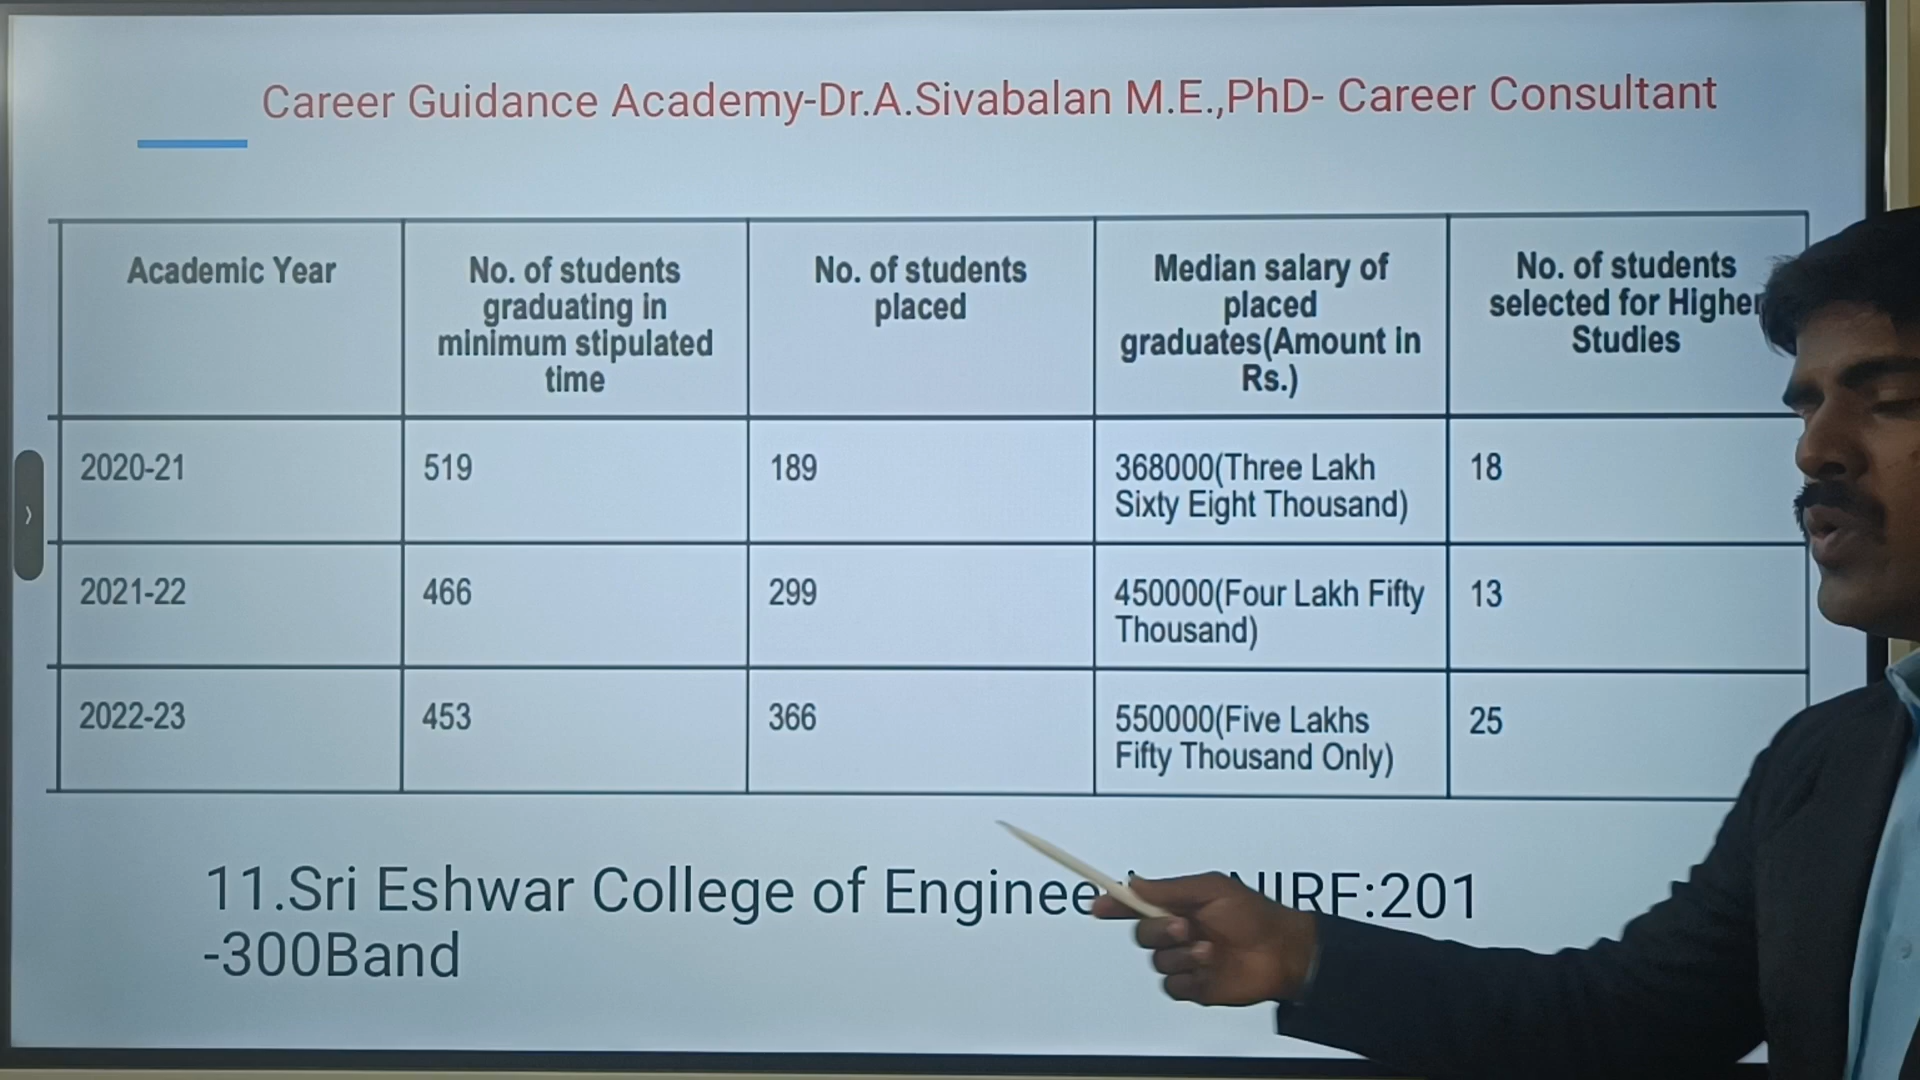 Career Guidance Academy-Dr.A.Sivabalan M.E.,PhD- Career Consultant
Academic Year
No. of students
graduating in
minimum stipulated
time
No. of students
placed
Median salary of
placed
graduates(Amount in
Rs.)
No. of students
selected for Higher
Studies
2020-21
519
189
368000(Three Lakh
Sixty Eight Thousand)
18
2021-22
466
299
450000(Four Lakh Fifty
Thousand)
13
2022-23
453
366
550000(Five Lakhs
Fifty Thousand Only)
25
11.Sri Eshwar College of NIRF:201
-300Band